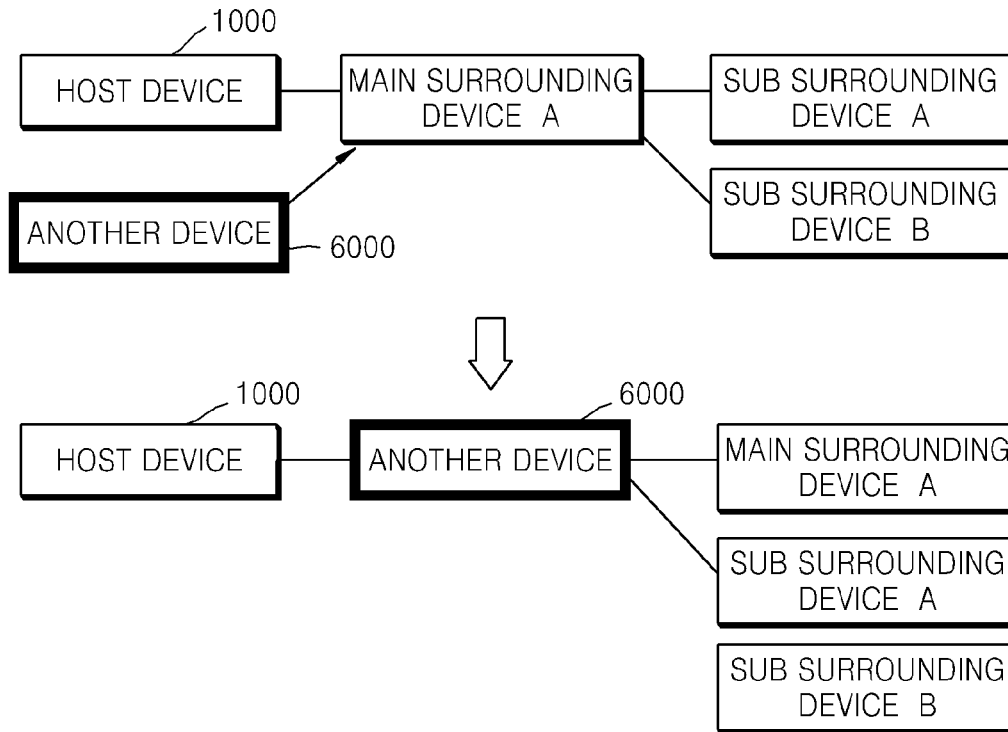 1000
HOST DEVICE
MAIN SURROUNDING
DEVICE A
SUB SURROUNDING
DEVICE A
ANOTHER DEVICE
6000
SUB SURROUNDING
DEVICE B
1000
6000
HOST DEVICE
ANOTHER DEVICE
MAIN SURROUNDING
DEVICE A
SUB SURROUNDING
DEVICE A
SUB SURROUNDING
DEVICE B